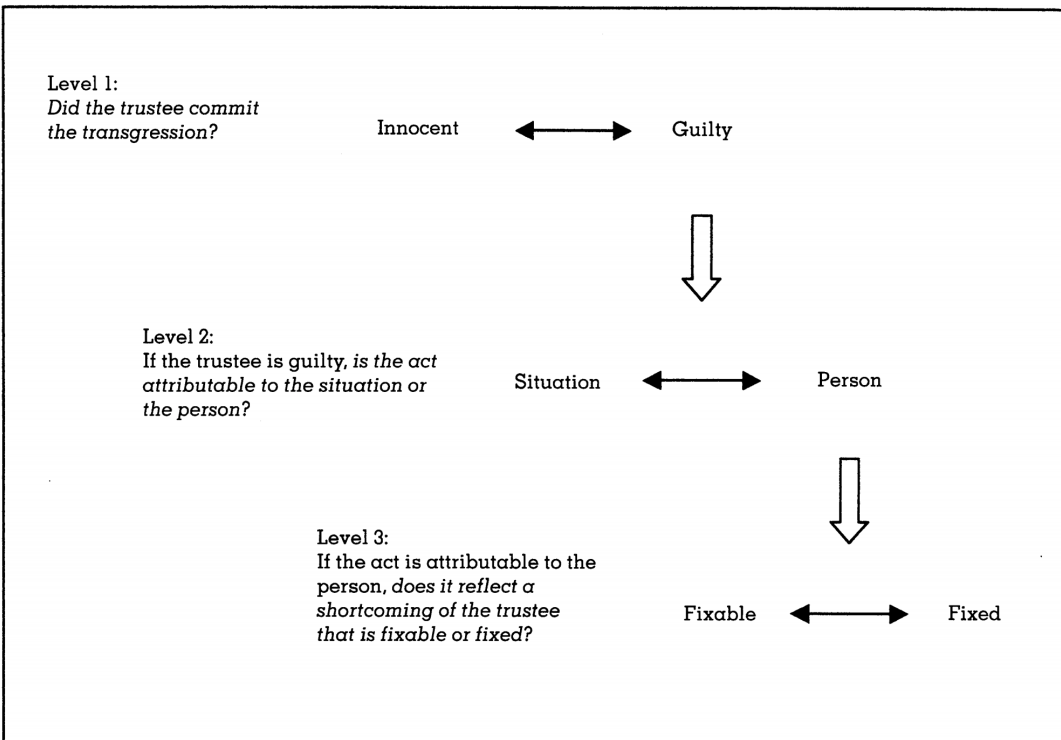 Level 1:
Did the trustee commit
the transgression?
Innocent Guilty
Level 2:
If the trustee is guilty, is the act
attributable to the situation or
the person?
Situation Person
Level 3:
If the act is attributable to the
person, does it reflect a
shortcoming of the trustee
that is fixable or fixed?
Fixable Fixed